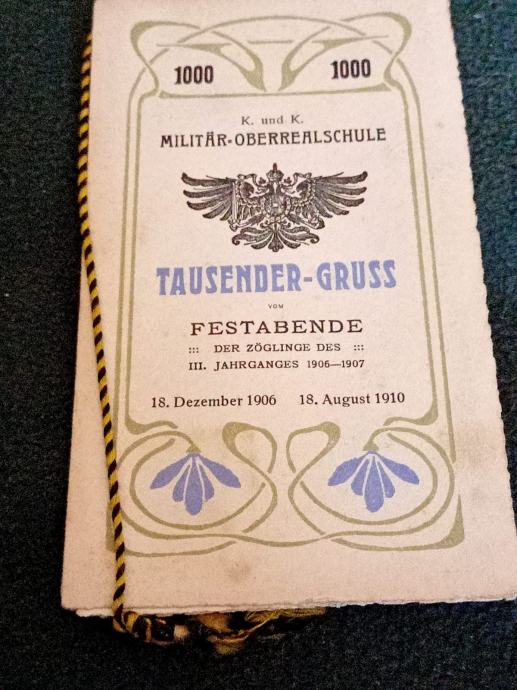 1000 1000
K. und K.
MILITÄR-OBERREALSCHULE
TAUSENDER-GRUSS
VOM
FESTABENDE
::: DER ZÖGLINGE DES :::
III. JAHRGANGES 1906—1907
18. Dezember 1906 18. August 1910